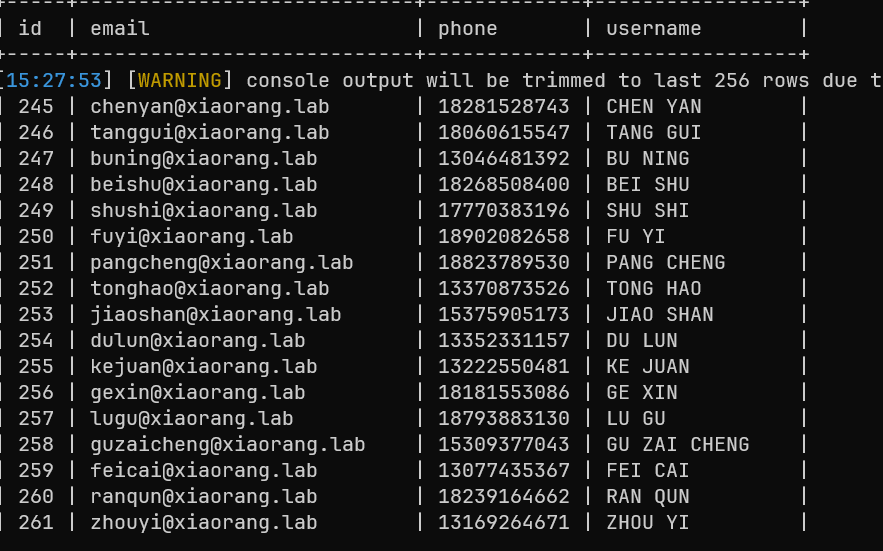 | id | email | phone | username |
[15:27:53] [WARNING] console output will be trimmed to last 256 rows due t
| 245 | chenyan@xiaorang.lab | 18281528743 | CHEN YAN |
| 246 | tanggui@xiaorang.lab | 18060615547 | TANG GUI |
| 247 | buning@xiaorang.lab | 13046481392 | BU NING |
| 248 | beishu@xiaorang.lab | 18268508400 | BEI SHU |
| 249 | shushi@xiaorang.lab | 17770383196 | SHU SHI |
| 250 | fuyi@xiaorang.lab | 18902082658 | FU YI |
| 251 | pangcheng@xiaorang.lab | 18823789530 | PANG CHENG |
| 252 | tonghao@xiaorang.lab | 13370873526 | TONG HAO |
| 253 | jiaoshan@xiaorang.lab | 15375905173 | JIAO SHAN |
| 254 | dulun@xiaorang.lab | 13352331157 | DU LUN |
| 255 | kejuan@xiaorang.lab | 13222550481 | KE JUAN |
| 256 | gexin@xiaorang.lab | 18181553086 | GE XIN |
| 257 | lugu@xiaorang.lab | 18793883130 | LU GU |
| 258 | guzaicheng@xiaorang.lab | 15309377043 | GU ZAI CHENG |
| 259 | feicai@xiaorang.lab | 13077435367 | FEI CAI |
| 260 | ranqun@xiaorang.lab | 18239164662 | RAN QUN |
| 261 | zhouyi@xiaorang.lab | 13169264671 | ZHOU YI |